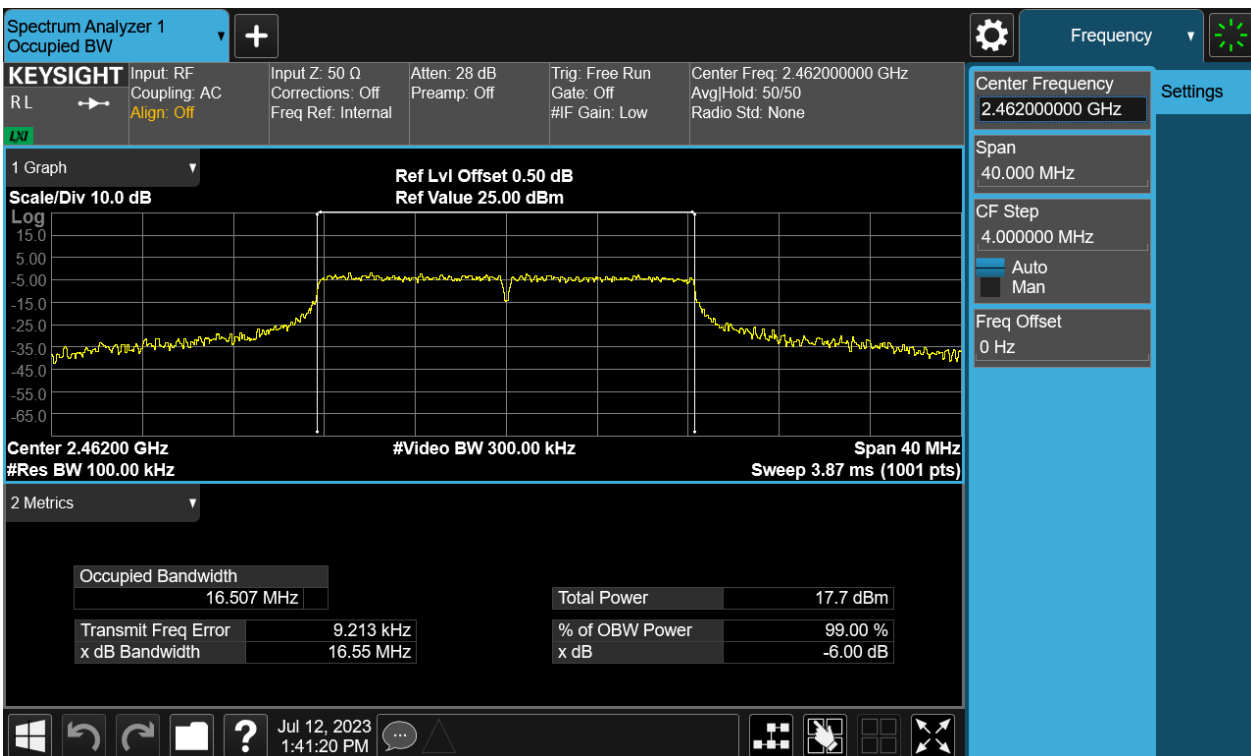 Spectrum Analyzer 1
Occupied BW
Frequency
KEYSIGHT
R L
LXI
Input: RF
Coupling: AC
Align: Off
Input Z: 50 Ω
Corrections: Off
Freq Ref: Internal
Atten: 28 dB
Preamp: Off
Trig: Free Run
Gate: Off
#IF Gain: Low
Center Freq: 2.462000000 GHz
Avg|Hold: 50/50
Radio Std: None
Center Frequency
2.462000000 GHz
Settings
Span
40.000 MHz
CF Step
4.000000 MHz
Auto
Man
Freq Offset
0 Hz
1 Graph
Scale/Div 10.0 dB
Ref Lvl Offset 0.50 dB
Ref Value 25.00 dBm
Log
15.0
5.00
-5.00
-15.0
-25.0
-35.0
-45.0
-55.0
-65.0
Center 2.46200 GHz
#Video BW 300.00 kHz
Span 40 MHz
#Res BW 100.00 kHz
Sweep 3.87 ms (1001 pts)
2 Metrics
Occupied Bandwidth
16.507 MHz
Total Power 17.7 dBm
Transmit Freq Error 9.213 kHz
% of OBW Power 99.00 %
x dB Bandwidth 16.55 MHz
x dB -6.00 dB
?
Jul 12, 2023
1:41:20 PM